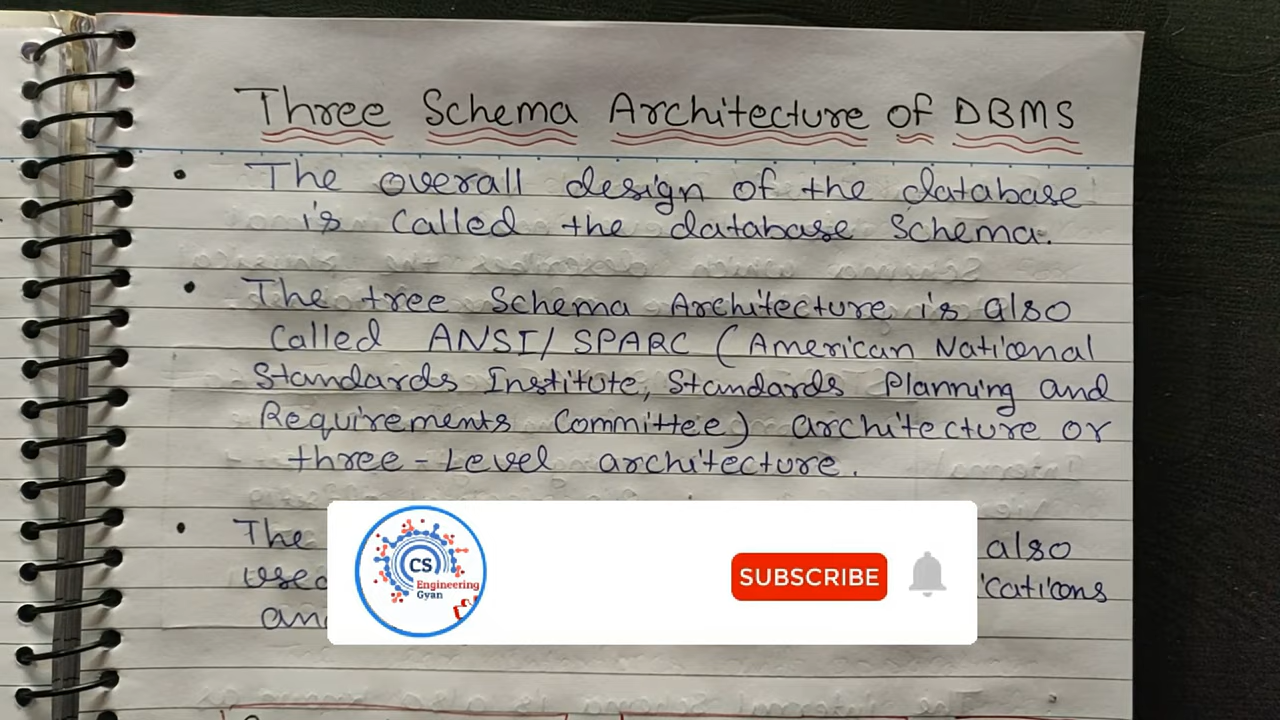 Three Schema Architecture of DBMS
• The overall design of the database
is called the database Schema.
• The tree Schema Architecture is also
called ANSI/SPARC (American National
Standards Institute, Standards Planning and
Requirements Committee) architecture or
three-Level architecture.
• The also
used
CS
Engineering
Gyan
SUBSCRIBE